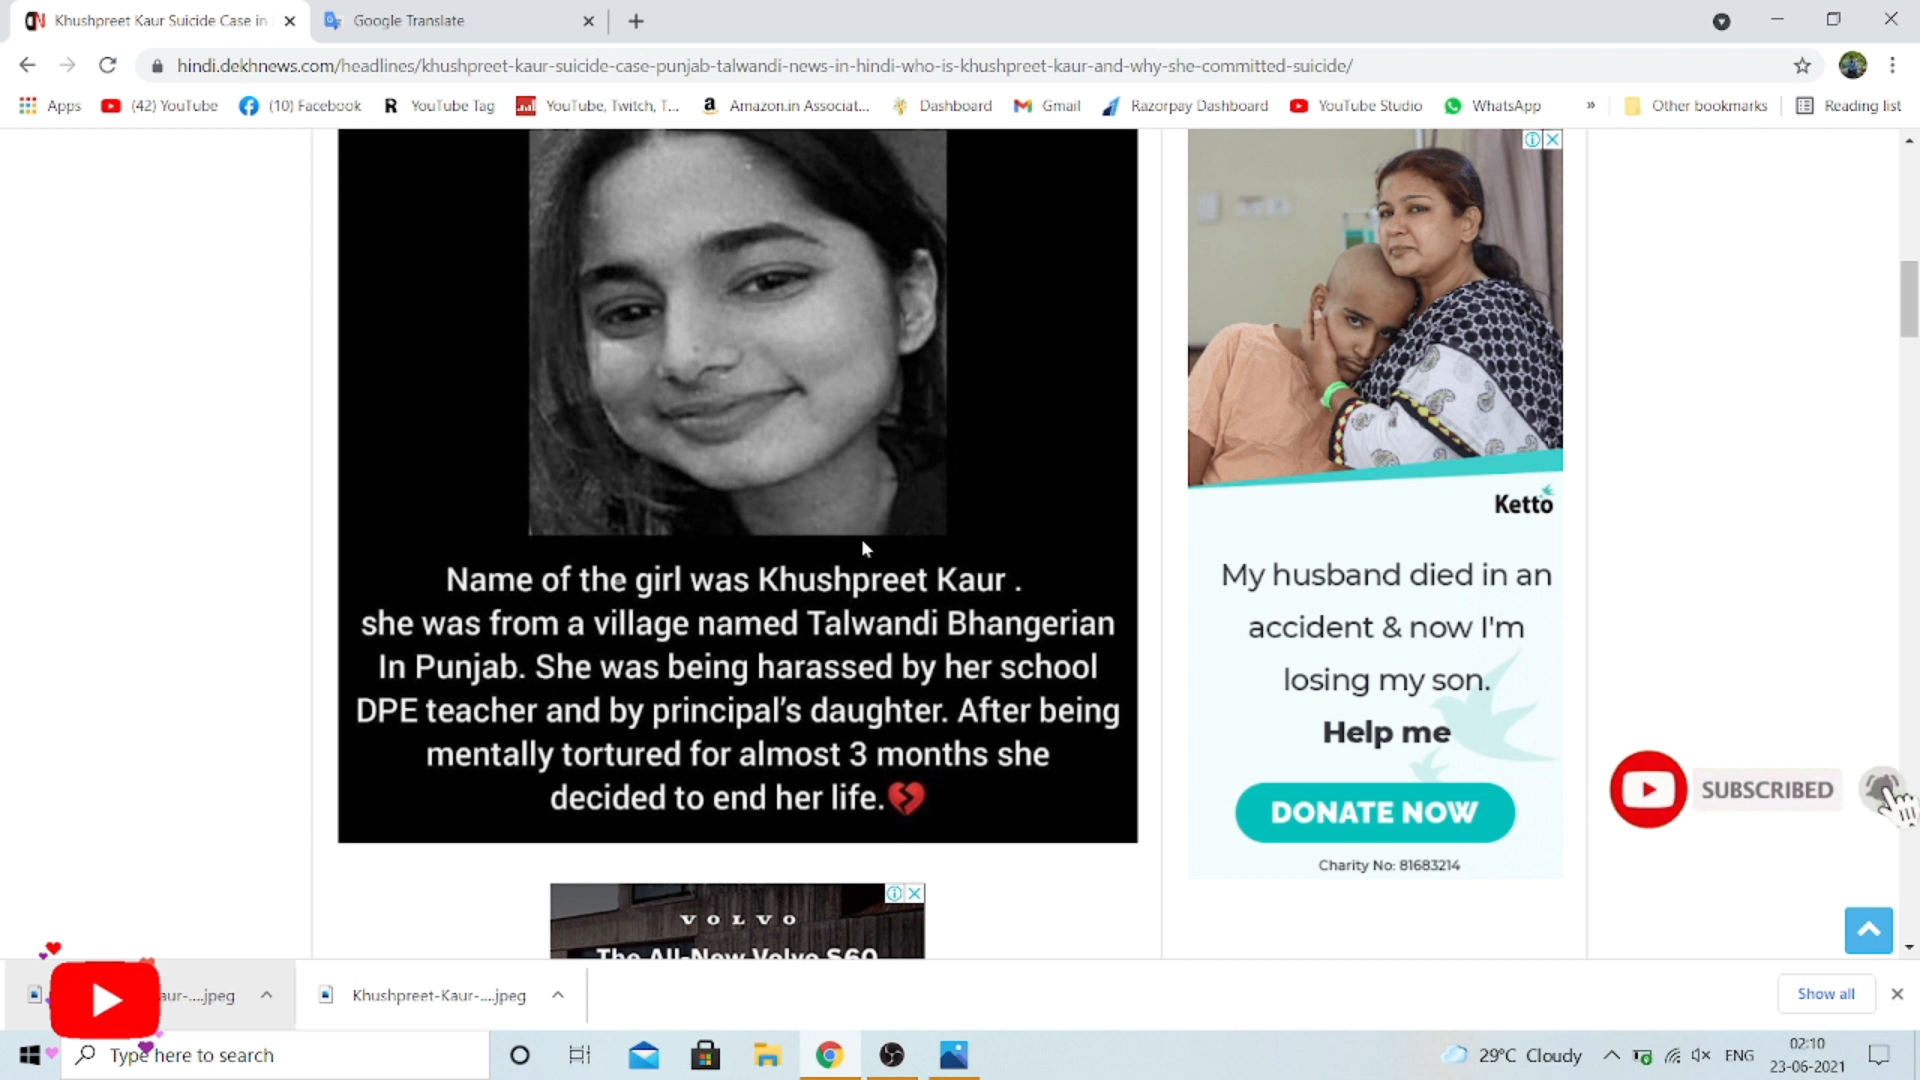 Khushpreet Kaur Suicide Case in
Google Translate
hindi.dekhnews.com/headlines/khushpreet-kaur-suicide-case-punjab-talwandi-news-in-hindi-who-is-khushpreet-kaur-and-why-she-committed-suicide/
Apps (42) YouTube (10) Facebook YouTube Tag YouTube, Twitch, T... Amazon.in Associat... Dashboard Gmail Razorpay Dashboard YouTube Studio WhatsApp » Other bookmarks Reading list
Name of the girl was Khushpreet Kaur .
she was from a village named Talwandi Bhangerian
In Punjab. She was being harassed by her school
DPE teacher and by principal's daughter. After being
mentally tortured for almost 3 months she
decided to end her life.💔
Ketto
My husband died in an
accident & now I'm
losing my son.
Help me
DONATE NOW
Charity No: 81683214
SUBSCRIBED
VOLVO
The All-New Volvo S60
aur-....jpeg
Khushpreet-Kaur-....jpeg
Show all
Type here to search
29°C Cloudy
ENG
02:10
23-06-2021